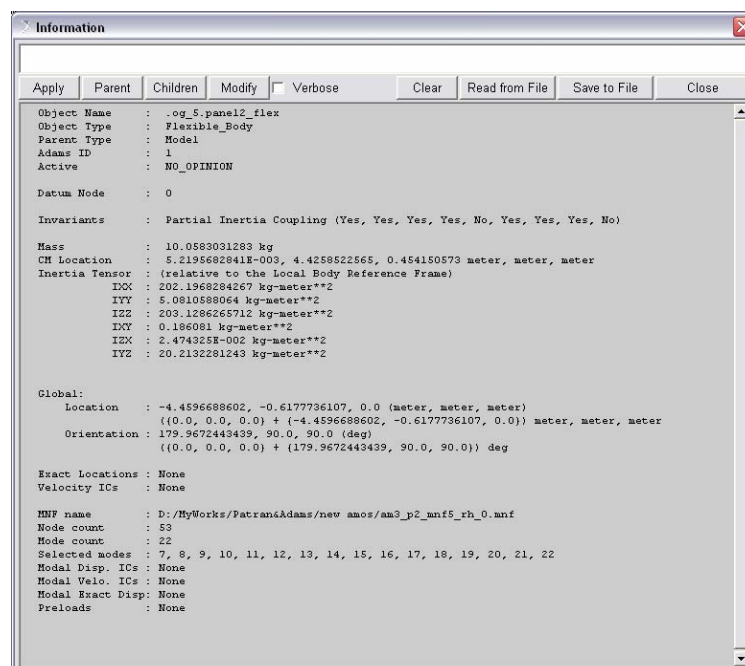 Information
Apply Parent Children Modify Verbose Clear Read from File Save to File Close
Object Name : .og_5.panel2_flex
Object Type : Flexible_Body
Parent Type : Model
Adams ID : 1
Active : NO_OPINION
Datum Node : 0
Invariants : Partial Inertia Coupling (Yes, Yes, Yes, Yes, No, Yes, Yes, Yes, No)
Mass : 10.0583031283 kg
CM Location : 5.2195682841E-003, 4.4258522565, 0.454150573 meter, meter, meter
Inertia Tensor : (relative to the Local Body Reference Frame)
IXX : 202.1968284267 kg-meter**2
IYY : 5.0810588064 kg-meter**2
IZZ : 203.1286265712 kg-meter**2
IXY : 0.186081 kg-meter**2
IZX : 2.474325E-002 kg-meter**2
IYZ : 20.2132281243 kg-meter**2
Global:
Location : -4.4596688602, -0.6177736107, 0.0 (meter, meter, meter)
({0.0, 0.0, 0.0} + {-4.4596688602, -0.6177736107, 0.0}) meter, meter, meter
Orientation : 179.9672443439, 90.0, 90.0 (deg)
({0.0, 0.0, 0.0} + {179.9672443439, 90.0, 90.0}) deg
Exact Locations : None
Velocity ICs : None
MNF name : D:/MyWorks/Patran&Adams/new amos/am3_p2_mnf5_rh_0.mnf
Node count : 53
Mode count : 22
Selected modes : 7, 8, 9, 10, 11, 12, 13, 14, 15, 16, 17, 18, 19, 20, 21, 22
Modal Disp. ICs : None
Modal Velo. ICs : None
Modal Exact Disp: None
Preloads : None